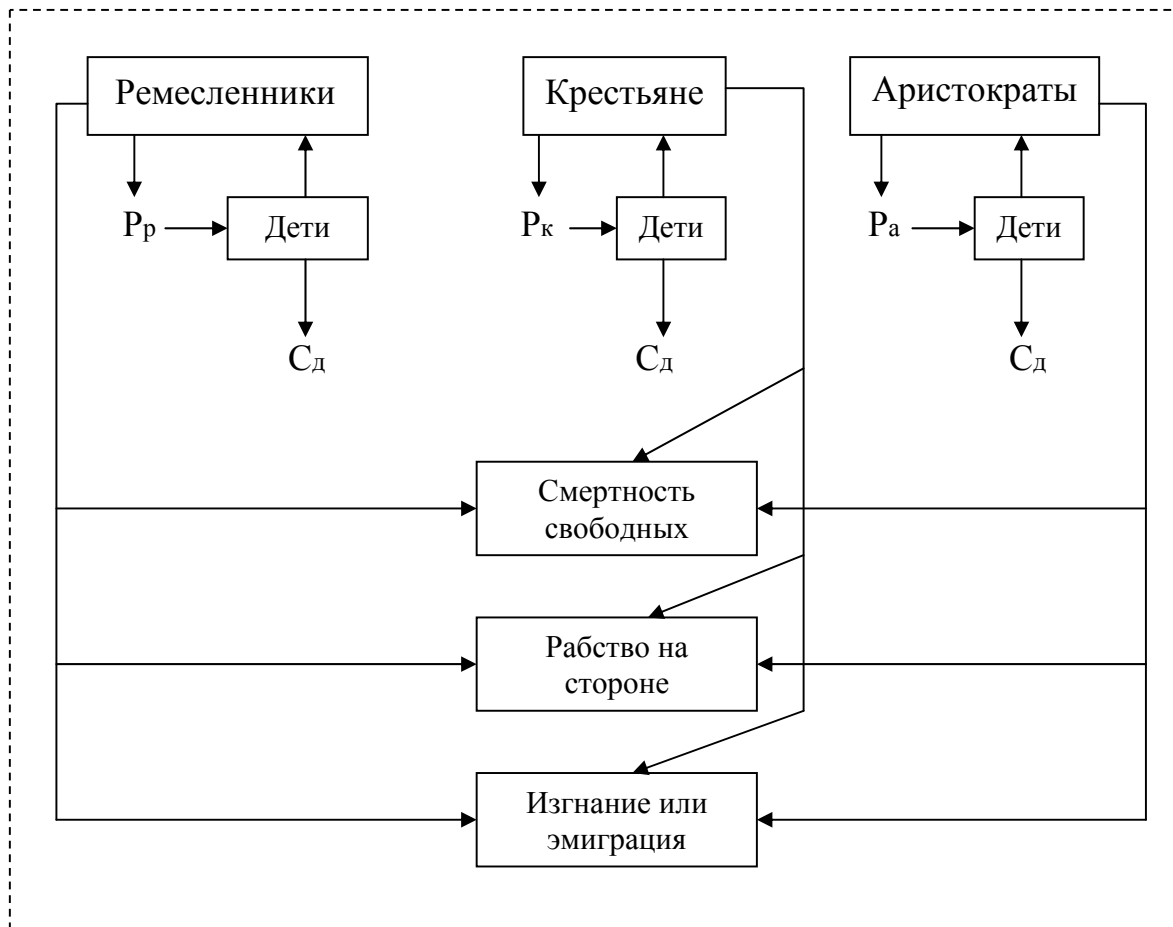 Ремесленники
Крестьяне
Аристократы
Рр
Дети
Рк
Дети
Ра
Дети
Сд
Сд
Сд
Смертность
свободных
Рабство на
стороне
Изгнание или
эмиграция